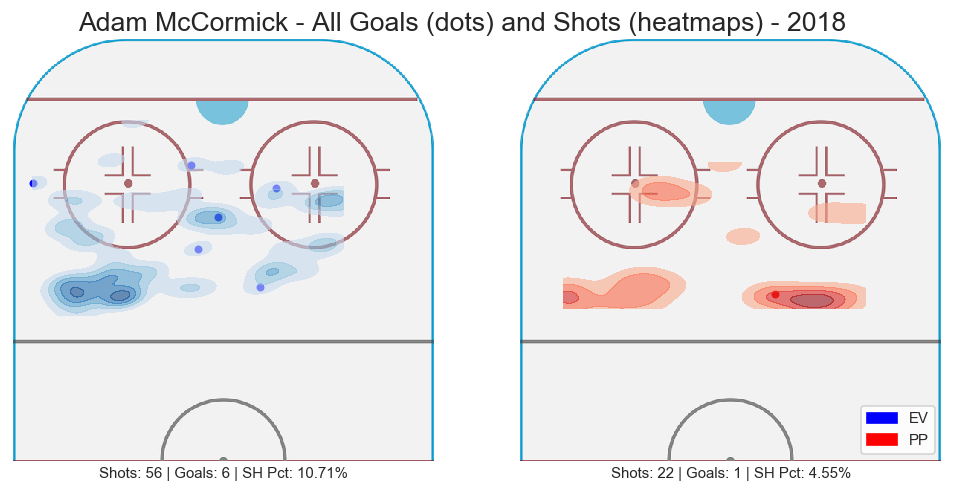 Adam McCormick - All Goals (dots) and Shots (heatmaps) - 2018
EV
PP
Shots: 56 | Goals: 6 | SH Pct: 10.71%
Shots: 22 | Goals: 1 | SH Pct: 4.55%